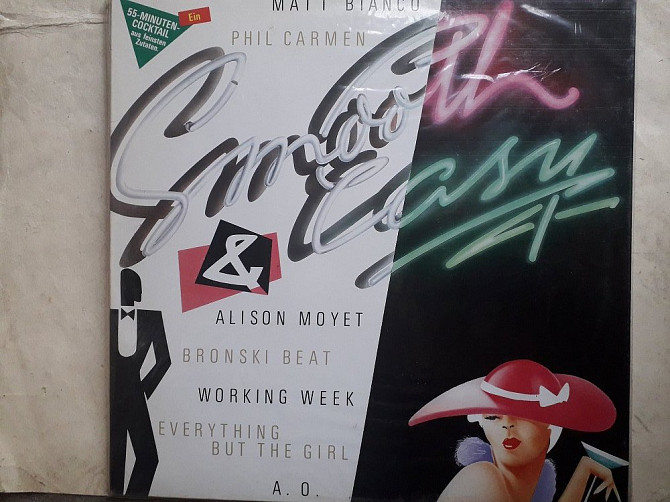 MATT BIANCO
55-MINUTEN-
COCKTAIL
aus feinsten
Zutaten.
Ein
PHIL CARMEN
Smooth
&
Easy
ALISON MOYET
BRONSKI BEAT
WORKING WEEK
EVERYTHING
BUT THE GIRL
A. O.